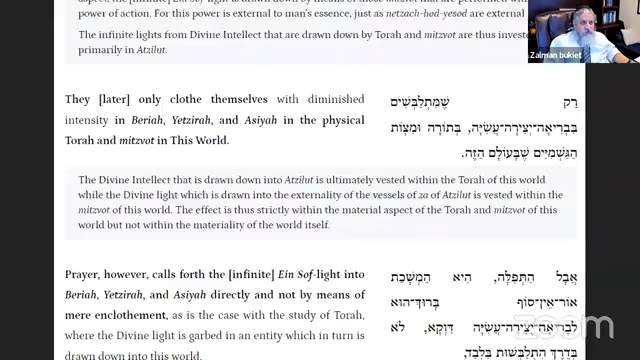 aspect, the [infinite] Ein Sof-light is drawn down by means of those mitzvot that are performed with
power of action. For this power is external to man's essence, just as netzach-hod-yesod are external
The infinite lights from Divine Intellect that are drawn down by Torah and mitzvot are thus invested
primarily in Atzilut.
They [later] only clothe themselves with diminished
intensity in Beriah, Yetzirah, and Asiyah in the physical
Torah and mitzvot in This World.
רַק שֶׁמִּתְלַבְּשִׁים
בִּבְרִיאָה־יְצִירָה־עֲשִׂיָּה, בְּתוֹרָה וּמִצְוֹת
הַגַּשְׁמִיִּים שֶׁבָּעוֹלָם הַזֶּה.
The Divine Intellect that is drawn down into Atzilut is ultimately vested within the Torah of this world
while the Divine light which is drawn into the externality of the vessels of za of Atzilut is vested within the
mitzvot of this world. The effect is thus strictly within the material aspect of the Torah and mitzvot of this
world but not within the materiality of the world itself.
Prayer, however, calls forth the [infinite] Ein Sof-light into
Beriah, Yetzirah, and Asiyah directly and not by means of
mere enclothement, as is the case with the study of Torah,
where the Divine light is garbed in an entity which in turn is
drawn down into this world.
אֲבָל הַתְּפִלָּה, הִיא הַמְשָׁכַת
אוֹר־אֵין־סוֹף בָּרוּךְ־הוּא
לִבְרִיאָה־יְצִירָה־עֲשִׂיָּה דַּוְקָא, לֹא
בְּדֶרֶךְ הִתְלַבְּשׁוּת בִּלְבַד,
Zalman bukiet
zoom